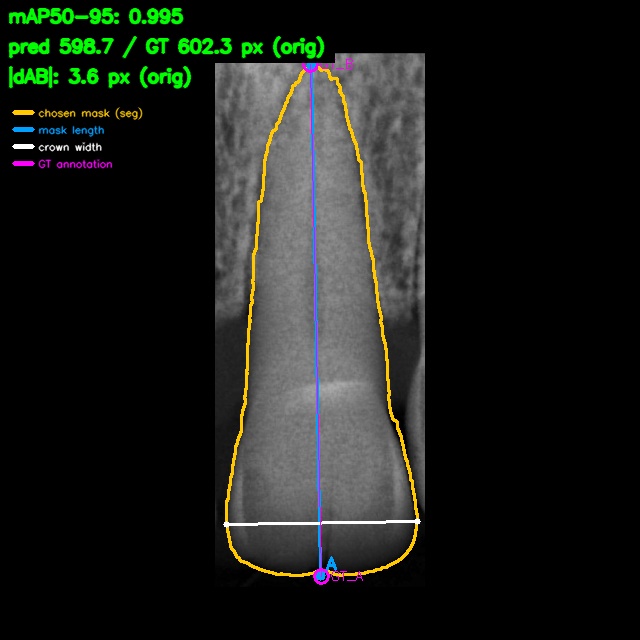 mAP50-95: 0.995
pred 598.7 / GT 602.3 px (orig)
|dAB|: 3.6 px (orig)
chosen mask (seg)
mask length
crown width
GT annotation
A
GT_A